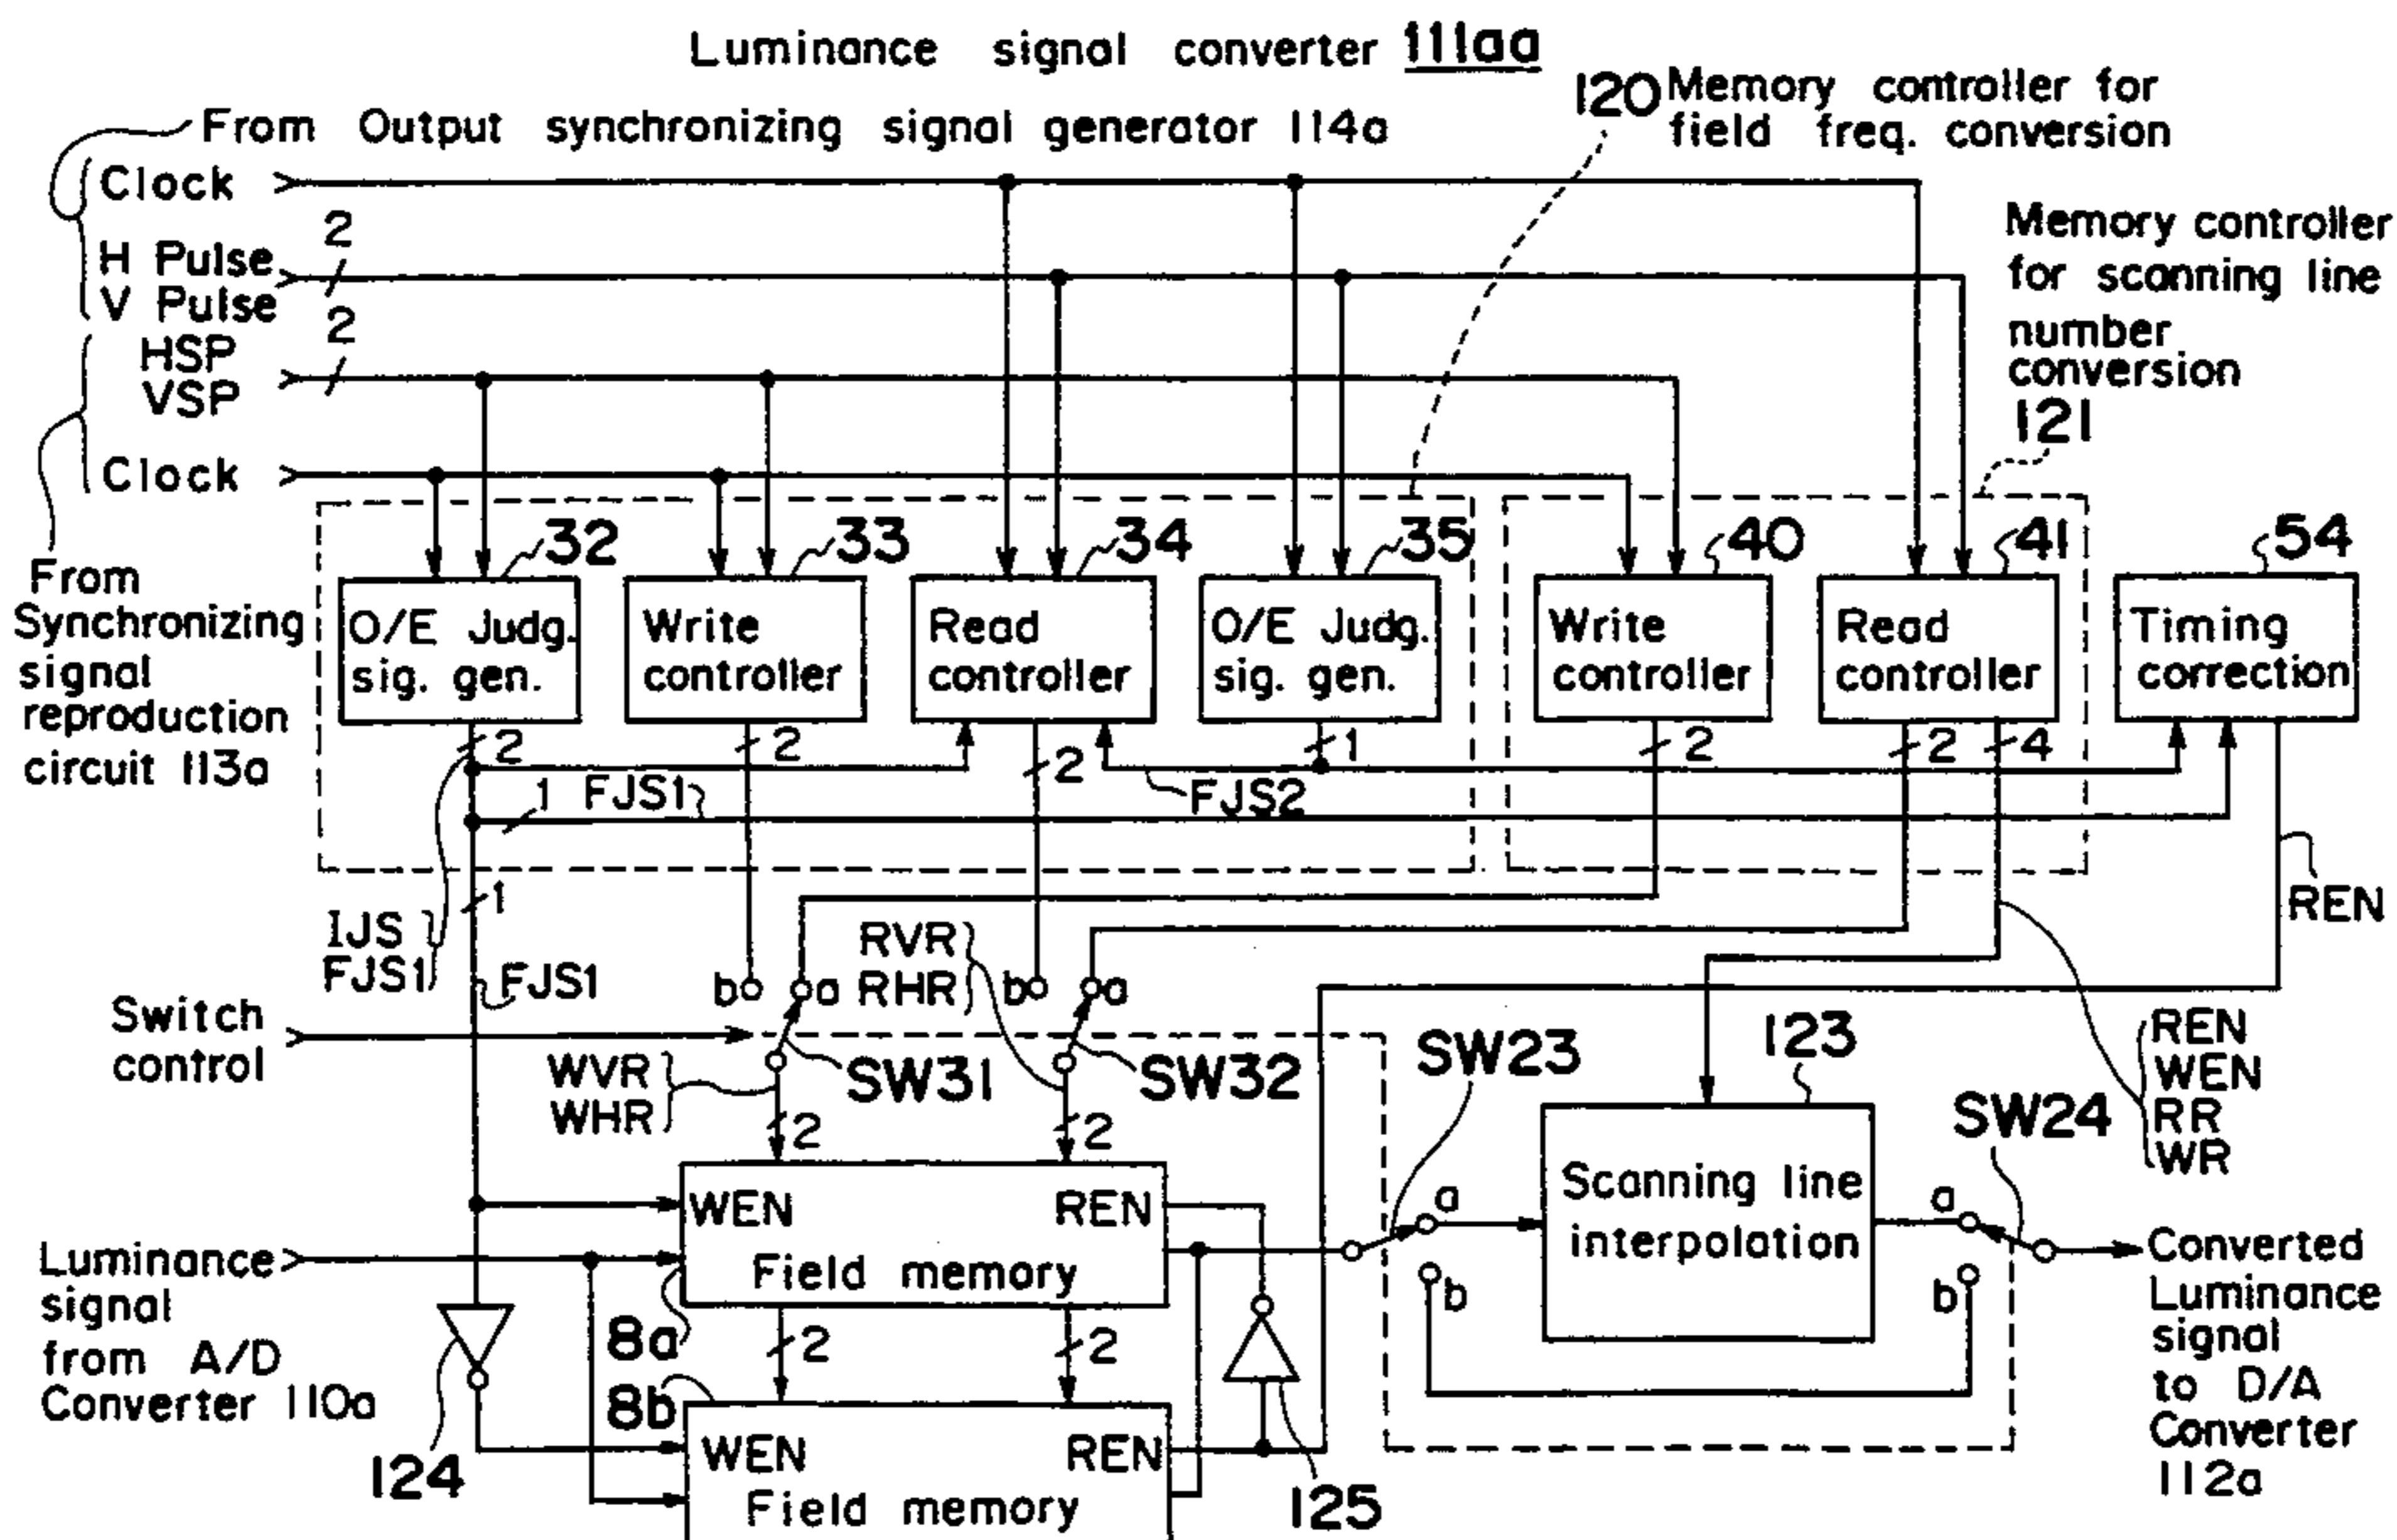 Luminance signal converter 111aa
120 Memory controller for
field freq. conversion
From Output synchronizing signal generator 114a
Clock
2
H Pulse
V Pulse
2
HSP
VSP
Clock
Memory controller
for scanning line
number
conversion
121
From
Synchronizing
signal
reproduction
circuit 113a
32
33
34
35
40
41
54
O/E Judg.
sig. gen.
Write
controller
Read
controller
O/E Judg.
sig. gen.
Write
controller
Read
controller
Timing
correction
2
2
2
1
2
2
4
1 FJS1
FJS2
1
IJS
FJS1
FJS1
REN
RVR
RHR
b
a
b
a
Switch
control
WVR
WHR
SW31
SW32
2
2
SW23
123
SW24
REN
WEN
RR
WR
Luminance
signal
from A/D
Converter 110a
WEN
REN
Field memory
8a
2
2
8b
WEN
REN
Field memory
124
125
a
b
Scanning line
interpolation
a
b
Converted
Luminance
signal
to D/A
Converter
112a